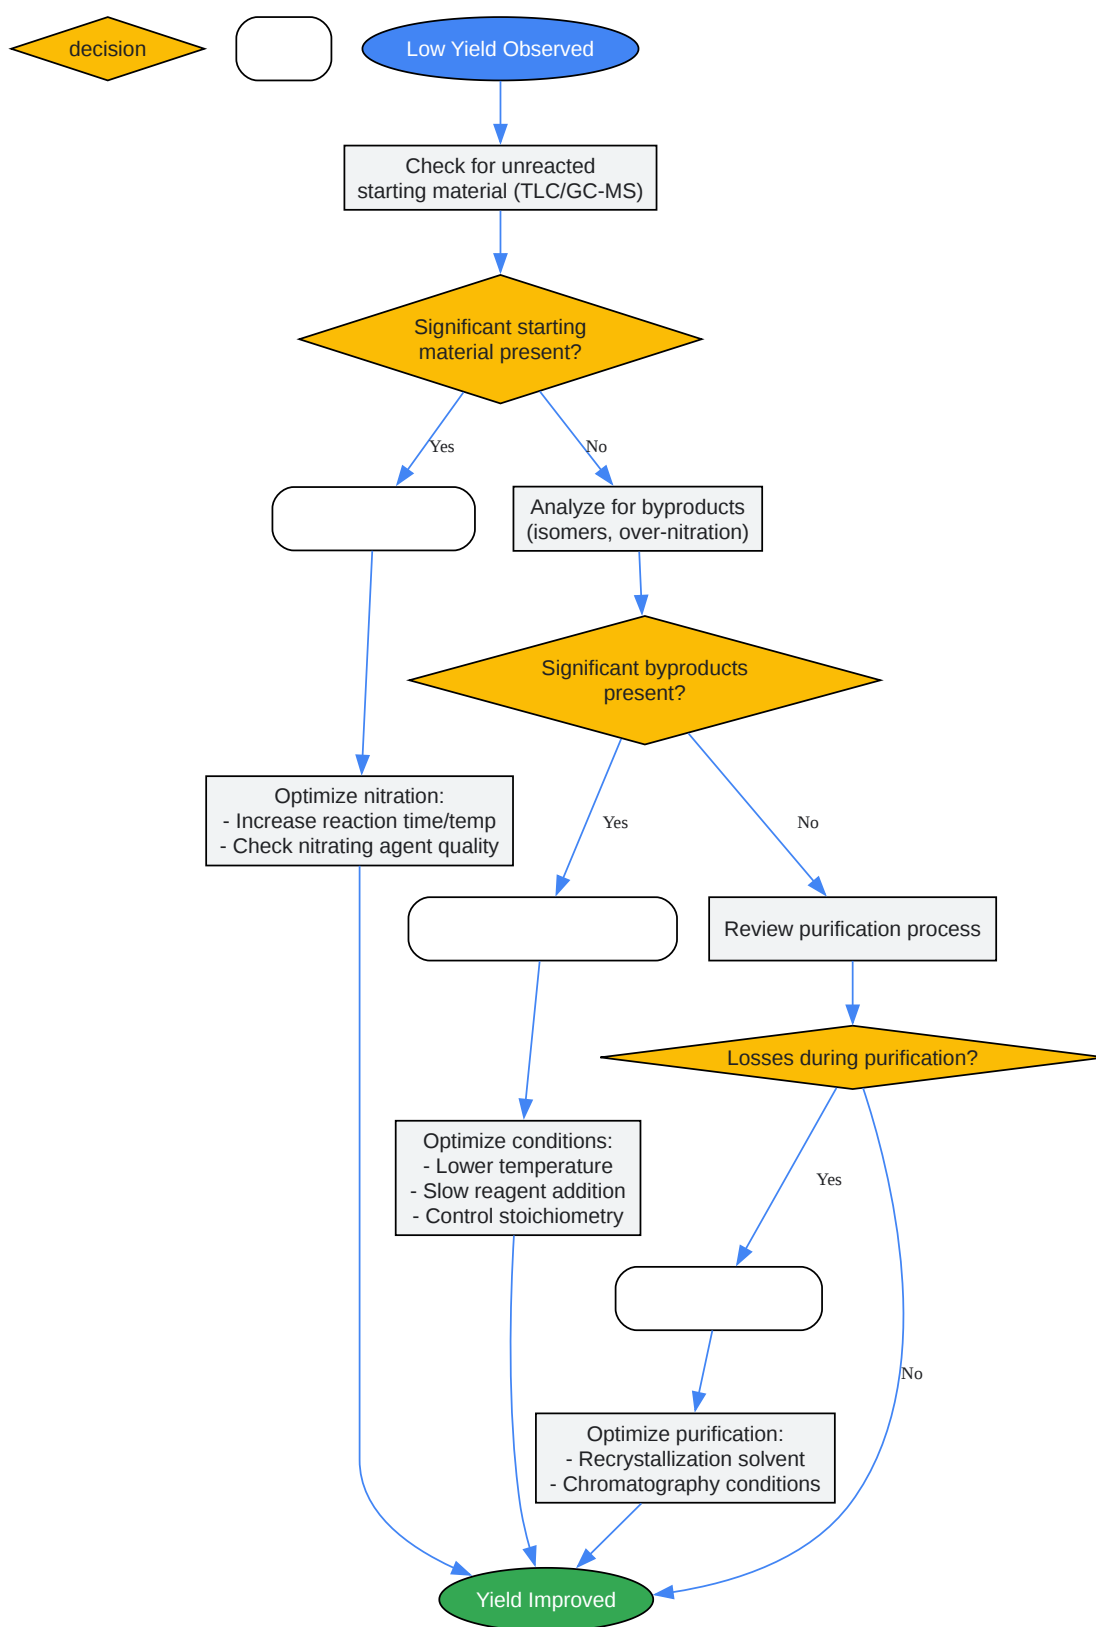 decision
Low Yield Observed
Check for unreacted
starting material (TLC/GC-MS)
Significant starting
material present?
Yes
No
Analyze for byproducts
(isomers, over-nitration)
Significant byproducts
present?
Optimize nitration:
- Increase reaction time/temp
- Check nitrating agent quality
Yes
No
Review purification process
Losses during purification?
Optimize conditions:
- Lower temperature
- Slow reagent addition
- Control stoichiometry
Yes
No
Optimize purification:
- Recrystallization solvent
- Chromatography conditions
Yield Improved